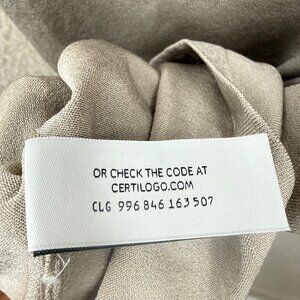 OR CHECK THE CODE AT
CERTILOGO.COM
CLG 996 846 163 507